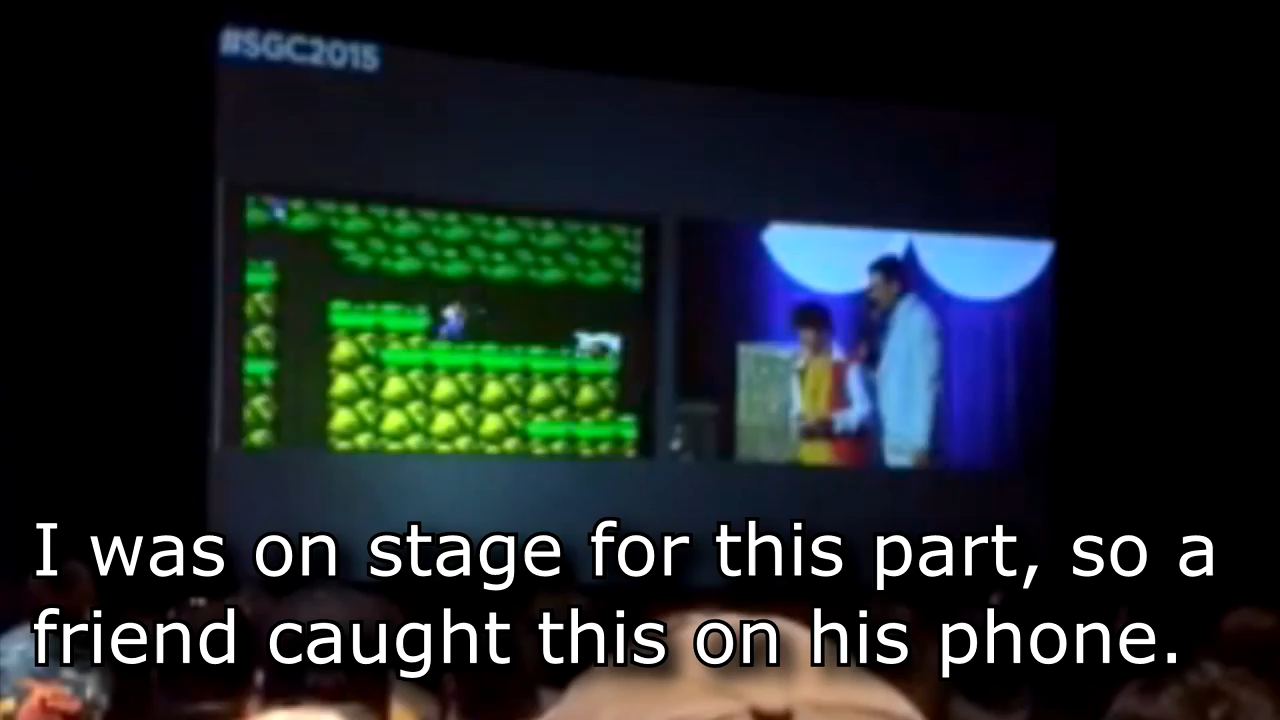 #SGC2015
I was on stage for this part, so a
friend caught this on his phone.